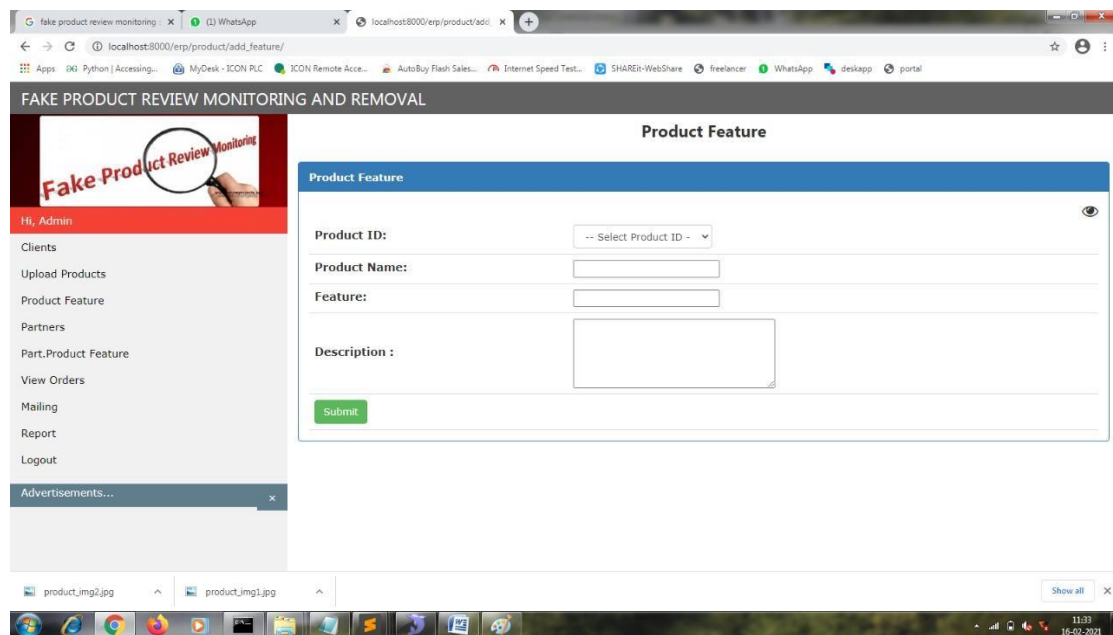 fake product review monitoring :
(1) WhatsApp
localhost:8000/erp/product/add_
localhost:8000/erp/product/add_feature/
Apps
Python | Accessing...
MyDesk - ICON PLC
ICON Remote Acce...
AutoBuy Flash Sales...
Internet Speed Test...
SHAREit-WebShare
freelancer
WhatsApp
deskapp
portal
FAKE PRODUCT REVIEW MONITORING AND REMOVAL
Fake Product Review Monitoring
Hi, Admin
Clients
Upload Products
Product Feature
Partners
Part.Product Feature
View Orders
Mailing
Report
Logout
Advertisements...
Product Feature
Product Feature
Product ID:
-- Select Product ID -
Product Name:
Feature:
Description :
Submit
product_img2.jpg
product_img1.jpg
Show all
11:33
16-02-2021